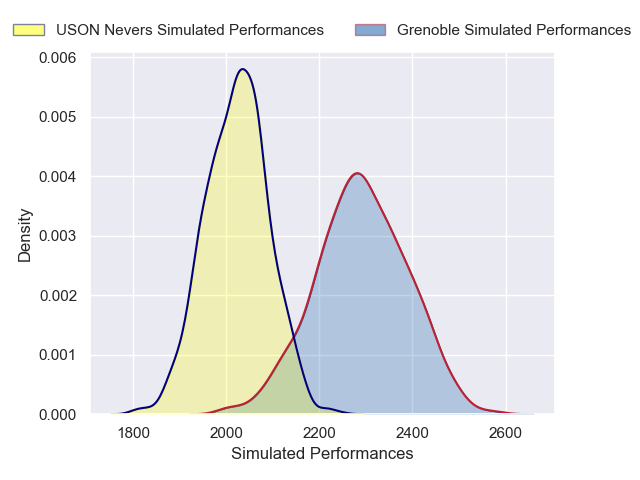 USON Nevers Simulated Performances
Grenoble Simulated Performances
0.006
0.005
0.004
0.003
0.002
0.001
0.000
Density
1800 2000 2200 2400 2600
Simulated Performances